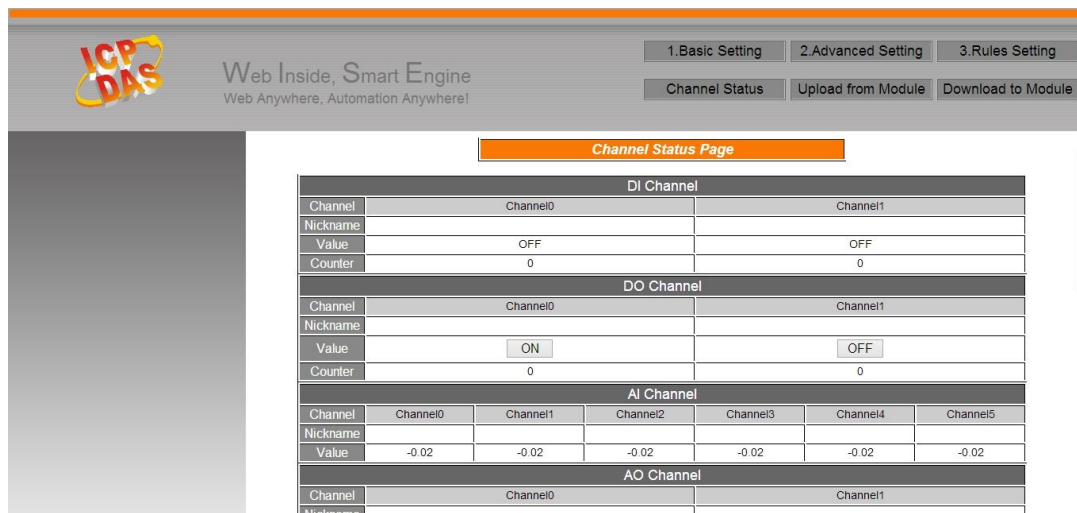 ICP DAS
Web Inside, Smart Engine
Web Anywhere, Automation Anywhere!
1.Basic Setting 2.Advanced Setting 3.Rules Setting
Channel Status Upload from Module Download to Module
Channel Status Page
DI Channel
Channel Channel0 Channel1
Nickname
Value OFF OFF
Counter 0 0
DO Channel
Channel Channel0 Channel1
Nickname
Value ON OFF
Counter 0 0
AI Channel
Channel Channel0 Channel1 Channel2 Channel3 Channel4 Channel5
Nickname
Value -0.02 -0.02 -0.02 -0.02 -0.02 -0.02
AO Channel
Channel Channel0 Channel1
Nickname